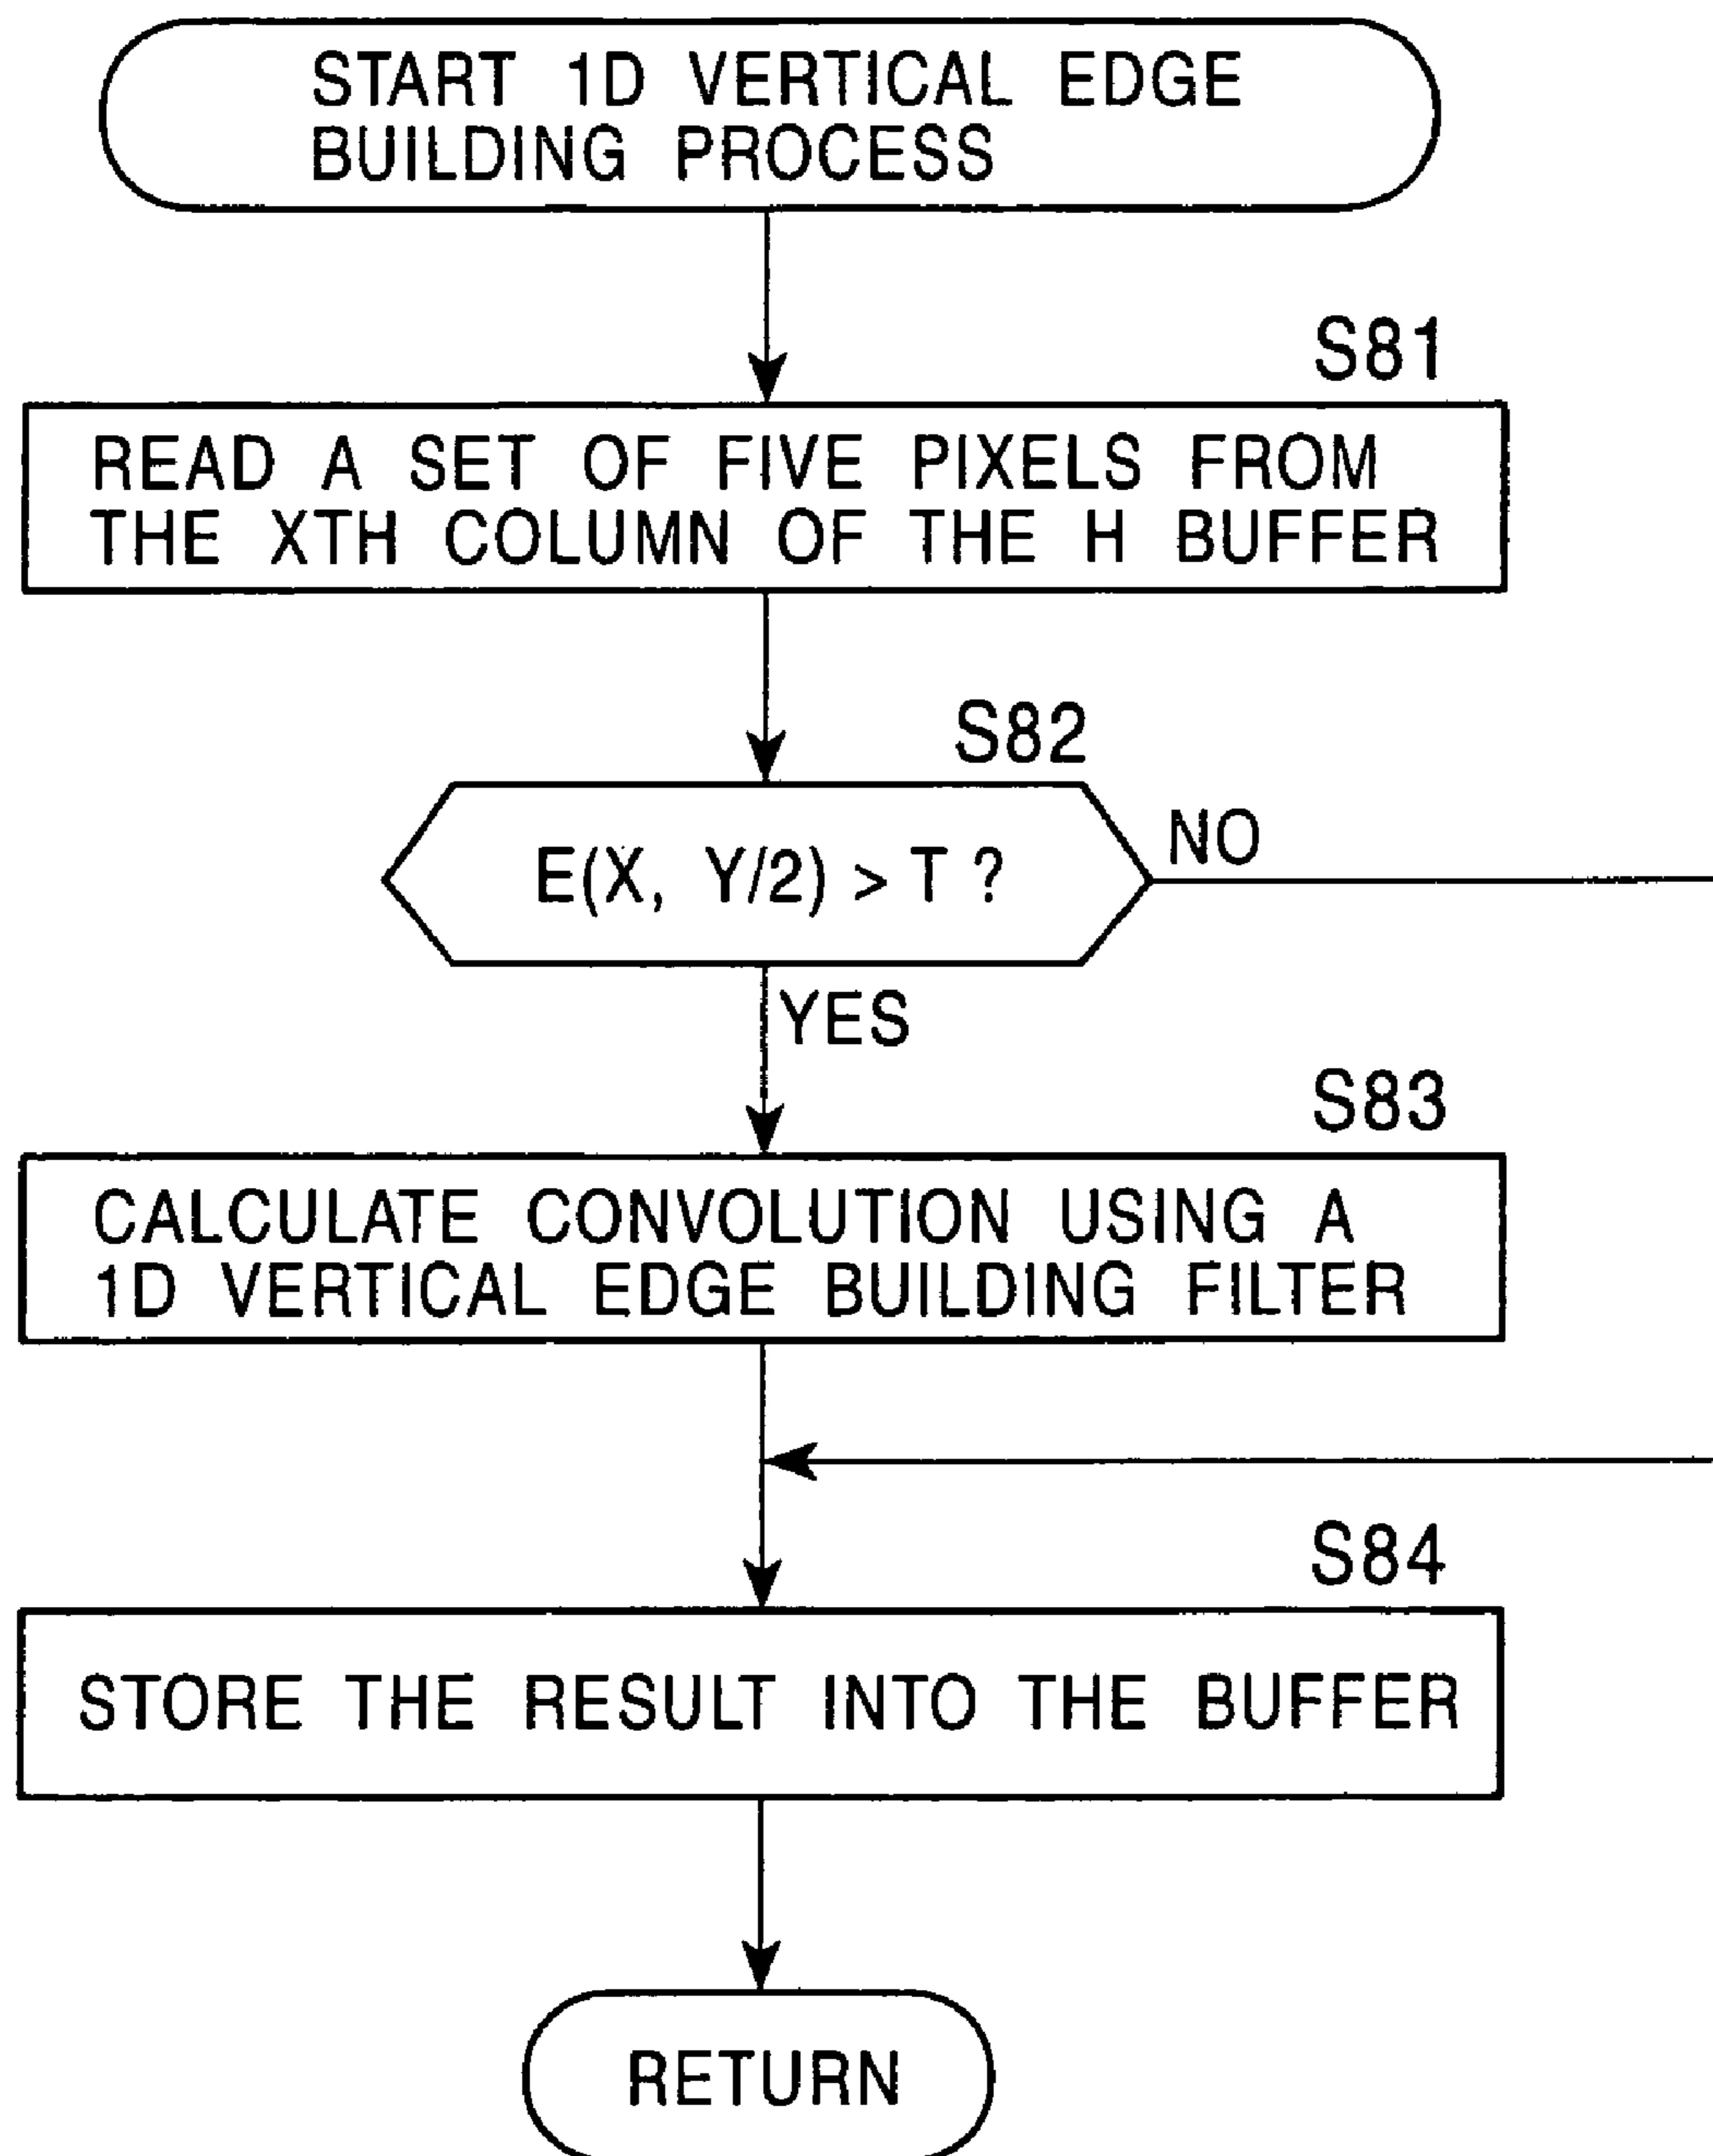 START 1D VERTICAL EDGE
BUILDING PROCESS
S81
READ A SET OF FIVE PIXELS FROM
THE XTH COLUMN OF THE H BUFFER
S82
E(X, Y/2) > T ?
NO
YES
S83
CALCULATE CONVOLUTION USING A
1D VERTICAL EDGE BUILDING FILTER
S84
STORE THE RESULT INTO THE BUFFER
RETURN